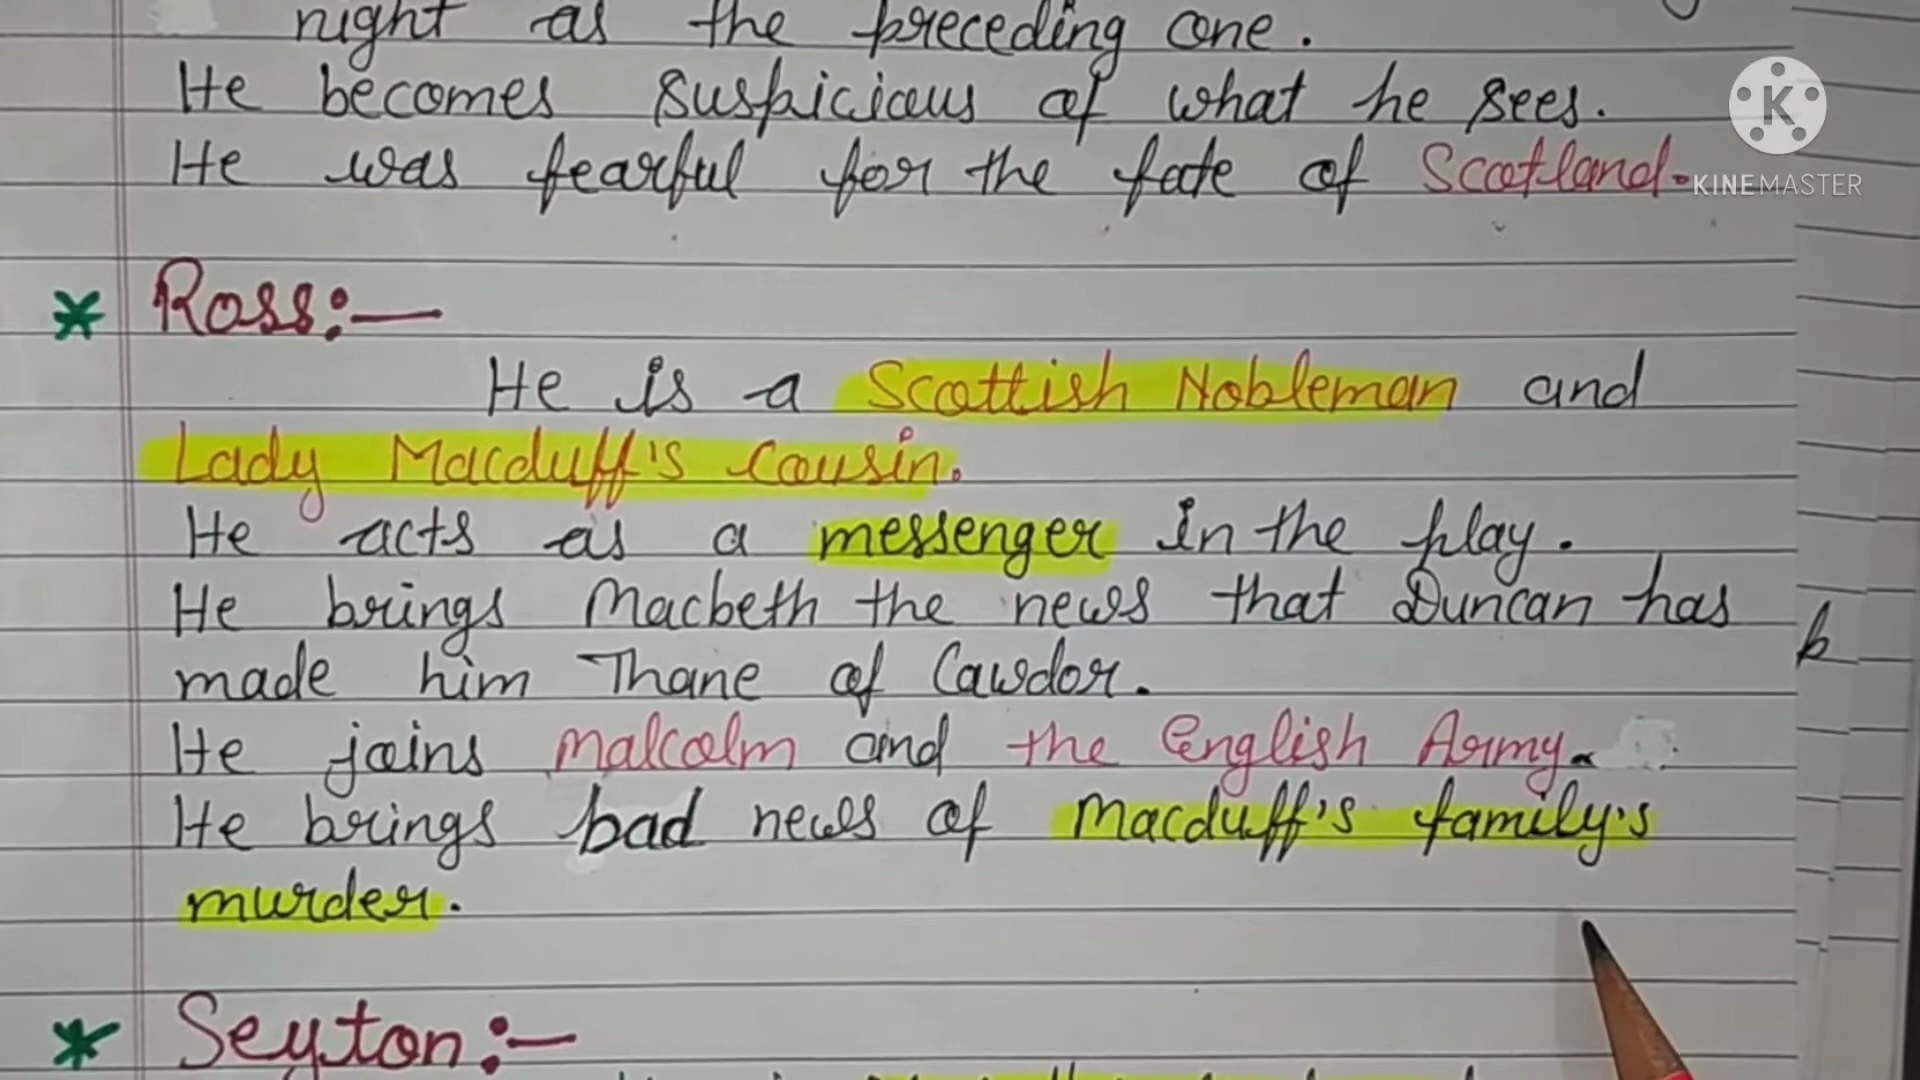 night as the preceding one.
He becomes suspicious of what he sees.
He was fearful for the fate of Scotland.
K
KINEMASTER
* Ross:—
He is a Scottish Nobleman and
Lady Macduff's cousin.
He acts as a messenger in the play.
He brings Macbeth the news that Duncan has
made him Thane of Cawdor.
He joins Malcolm and the English Army.
He brings bad news of Macduff's family's
murder.
* Seyton:—